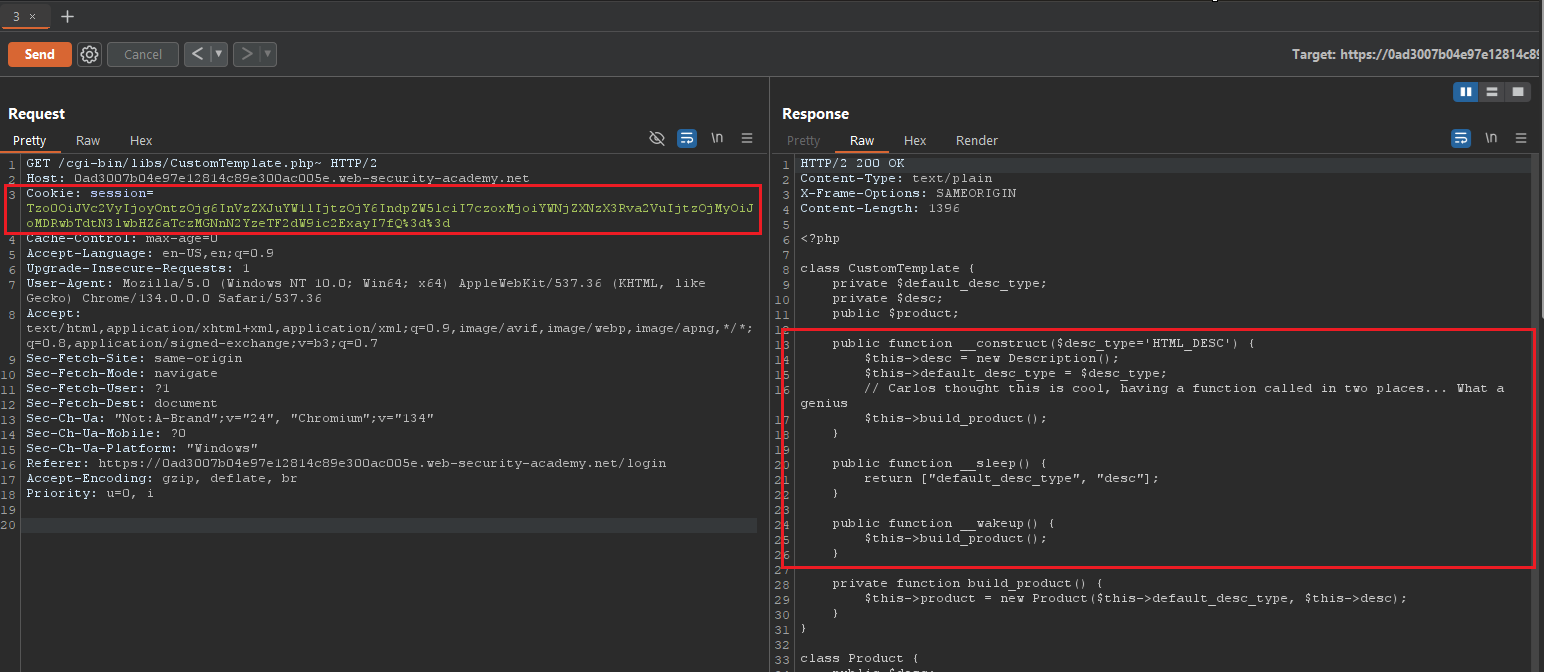 3 ×
Send
Cancel
Target: https://0ad3007b04e97e12814c89
Request
Pretty Raw Hex
\n
1 GET /cgi-bin/libs/CustomTemplate.php~ HTTP/2
2 Host: 0ad3007b04e97e12814c89e300ac005e.web-security-academy.net
3 Cookie: session=
4 Cache-Control: max-age=0
5 Accept-Language: en-US,en;q=0.9
6 Upgrade-Insecure-Requests: 1
7 User-Agent: Mozilla/5.0 (Windows NT 10.0; Win64; x64) AppleWebKit/537.36 (KHTML, like
Gecko) Chrome/134.0.0.0 Safari/537.36
8 Accept:
text/html,application/xhtml+xml,application/xml;q=0.9,image/avif,image/webp,image/apng,*/*;
q=0.8,application/signed-exchange;v=b3;q=0.7
9 Sec-Fetch-Site: same-origin
10 Sec-Fetch-Mode: navigate
11 Sec-Fetch-User: ?1
12 Sec-Fetch-Dest: document
13 Sec-Ch-Ua: "Not:A-Brand";v="24", "Chromium";v="134"
14 Sec-Ch-Ua-Mobile: ?0
15 Sec-Ch-Ua-Platform: "Windows"
16 Referer: https://0ad3007b04e97e12814c89e300ac005e.web-security-academy.net/login
17 Accept-Encoding: gzip, deflate, br
18 Priority: u=0, i
19
20
Response
Pretty Raw Hex Render
\n
1 HTTP/2 200 OK
2 Content-Type: text/plain
3 X-Frame-Options: SAMEORIGIN
4 Content-Length: 1396
5
6 <?php
7
8 class CustomTemplate {
9 private $default_desc_type;
10 private $desc;
11 public $product;
12
13 public function __construct($desc_type='HTML_DESC') {
14 $this->desc = new Description();
15 $this->default_desc_type = $desc_type;
16 // Carlos thought this is cool, having a function called in two places... What a
genius
17 $this->build_product();
18 }
19
20 public function __sleep() {
21 return ["default_desc_type", "desc"];
22 }
23
24 public function __wakeup() {
25 $this->build_product();
26 }
27
28 private function build_product() {
29 $this->product = new Product($this->default_desc_type, $this->desc);
30 }
31 }
32
33 class Product {